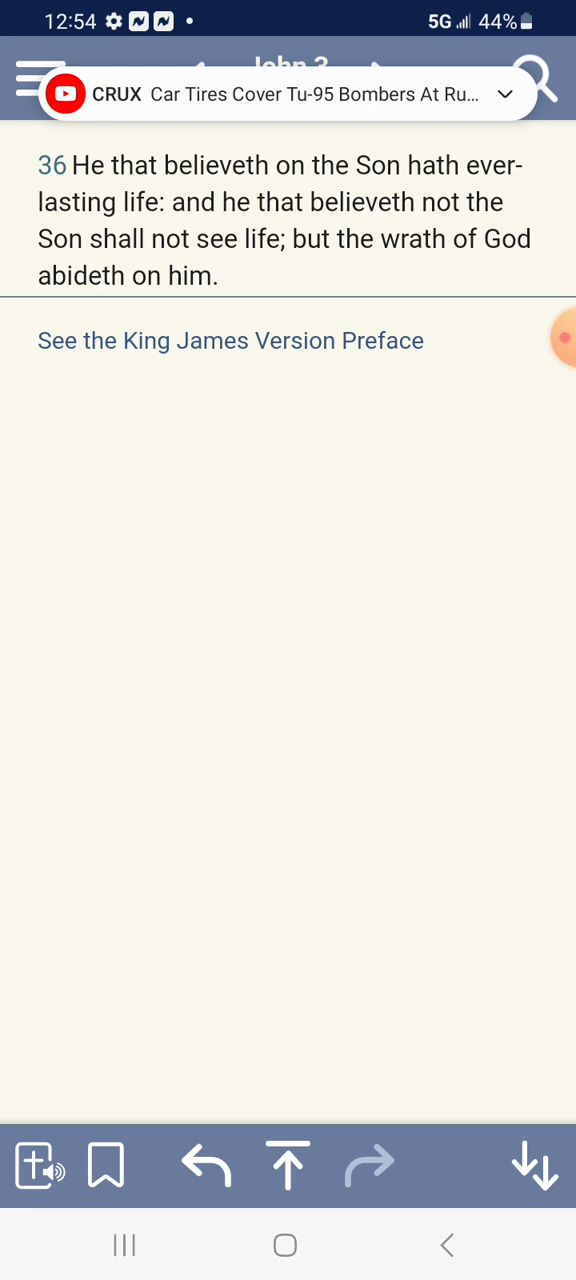 12:54
5G 44%
John 3
CRUX Car Tires Cover Tu-95 Bombers At Ru...
36 He that believeth on the Son hath ever-
lasting life: and he that believeth not the
Son shall not see life; but the wrath of God
abideth on him.
See the King James Version Preface